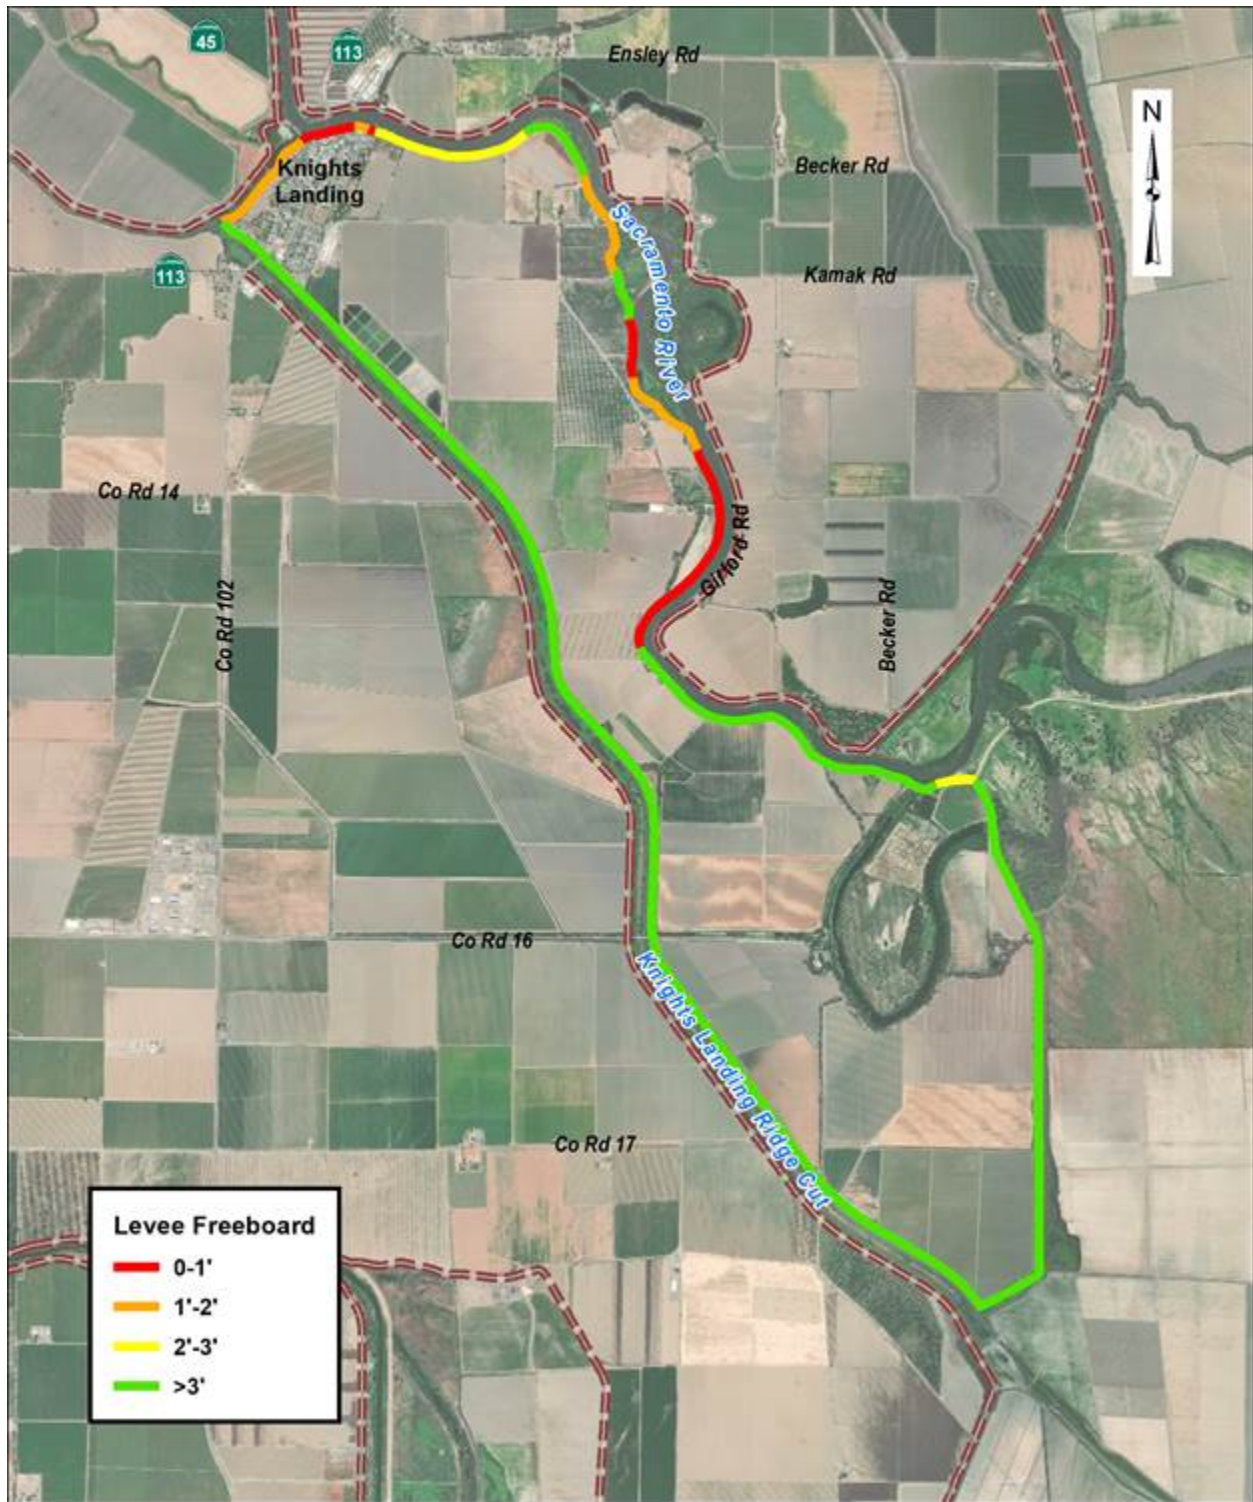 45
113
Ensley Rd
N
Knights
Landing
Becker Rd
Sacramento River
113
Kamak Rd
Co Rd 14
Girford Rd
Co Rd 102
Becker Rd
Co Rd 16
Knights Landing Ridge Cut
Co Rd 17
Levee Freeboard
0-1'
1'-2'
2'-3'
>3'